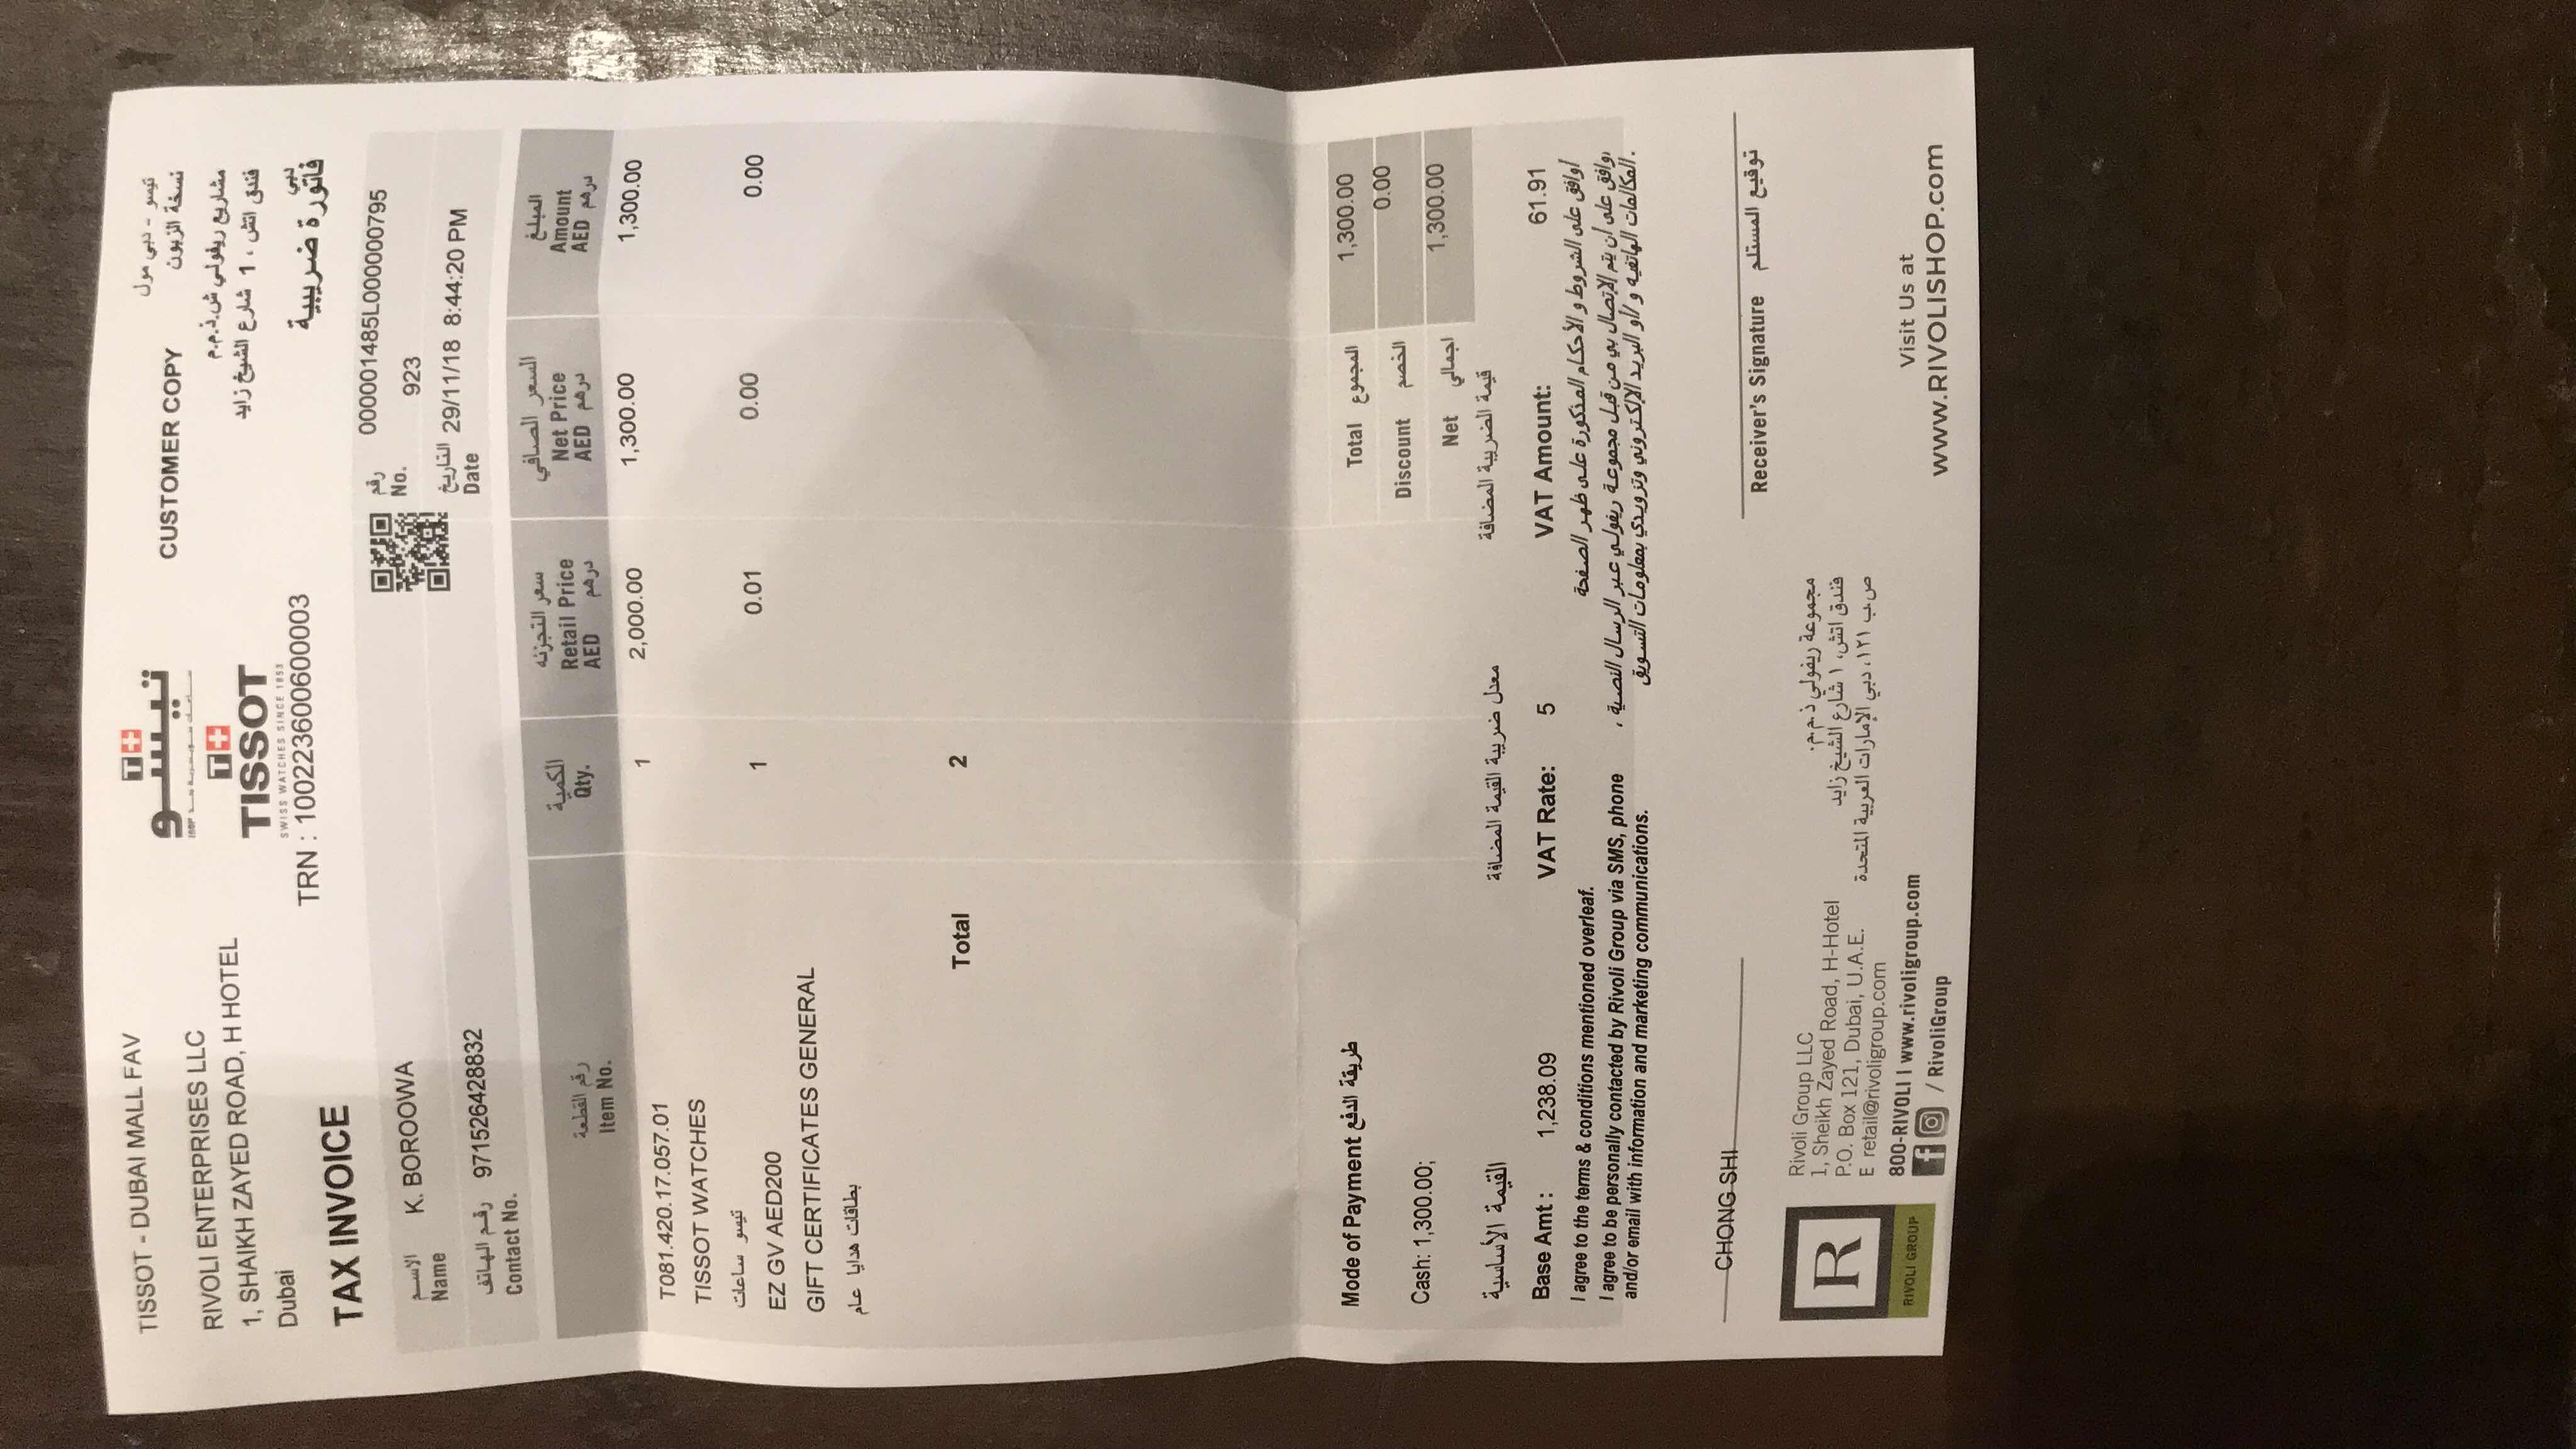 TISSOT - DUBAI MALL FAV
RIVOLI ENTERPRISES LLC
1, SHAIKH ZAYED ROAD, H HOTEL
Dubai
TAX INVOICE
T+
تيسو
T+
TISSOT
SWISS WATCHES SINCE 1853
TRN : 100223600600003
CUSTOMER COPY
تيسو - دبي مول
نسخة الزبون
مشاريع ريفولي ش.ذ.م.م
فندق اتش ، 1 شارع الشيخ زايد
دبي
فاتورة ضريبية
الاسم
Name
K. BOROOWA
رقم الهاتف
Contact No.
971526428832
رقم
No.
000001485L000000795
923
التاريخ
Date
29/11/18 8:44:20 PM
رقم القطعة
Item No.
الكمية
Qty.
سعر التجزئه
Retail Price
AED درهم
السعر الصافي
Net Price
AED درهم
المبلغ
Amount
AED درهم
T081.420.17.057.01 1 2,000.00 1,300.00 1,300.00
TISSOT WATCHES
تيسو ساعات
EZ GV AED200 1 0.01 0.00 0.00
GIFT CERTIFICATES GENERAL
بطاقات هدايا عام
Total 2
Mode of Payment طريقة الدفع
Cash: 1,300.00;
Total المجموع 1,300.00
Discount الخصم 0.00
Net اجمالي 1,300.00
القيمة الأساسية
Base Amt : 1,238.09
معدل ضريبة القيمة المضافة
VAT Rate: 5
قيمة الضريبة المضافة
VAT Amount: 61.91
I agree to the terms & conditions mentioned overleaf.
I agree to be personally contacted by Rivoli Group via SMS, phone
and/or email with information and marketing communications.
أوافق على الشروط و الأحكام المذكورة على ظهر الصفحة
وافق على أن يتم الإتصال بي من قبل مجموعة ريفولي عبر الرسال النصية ،
المكالمات الهاتفيه و /أو البريد الإلكتروني وتزويدي بمعلومات التسويق .
CHONG SHI
Receiver's Signature توقيع المستلم
R
RIVOLI GROUP
Rivoli Group LLC
1, Sheikh Zayed Road, H-Hotel
P.O. Box 121, Dubai, U.A.E.
E retail@rivoligroup.com
800-RIVOLI I www.rivoligroup.com
/ RivoliGroup
مجموعة ريفولي ذ.م.م.
فندق اتش، ١ شارع الشيخ زايد
ص.ب ١٢١، دبي الإمارات العربية المتحدة
Visit Us at
www.RIVOLISHOP.com